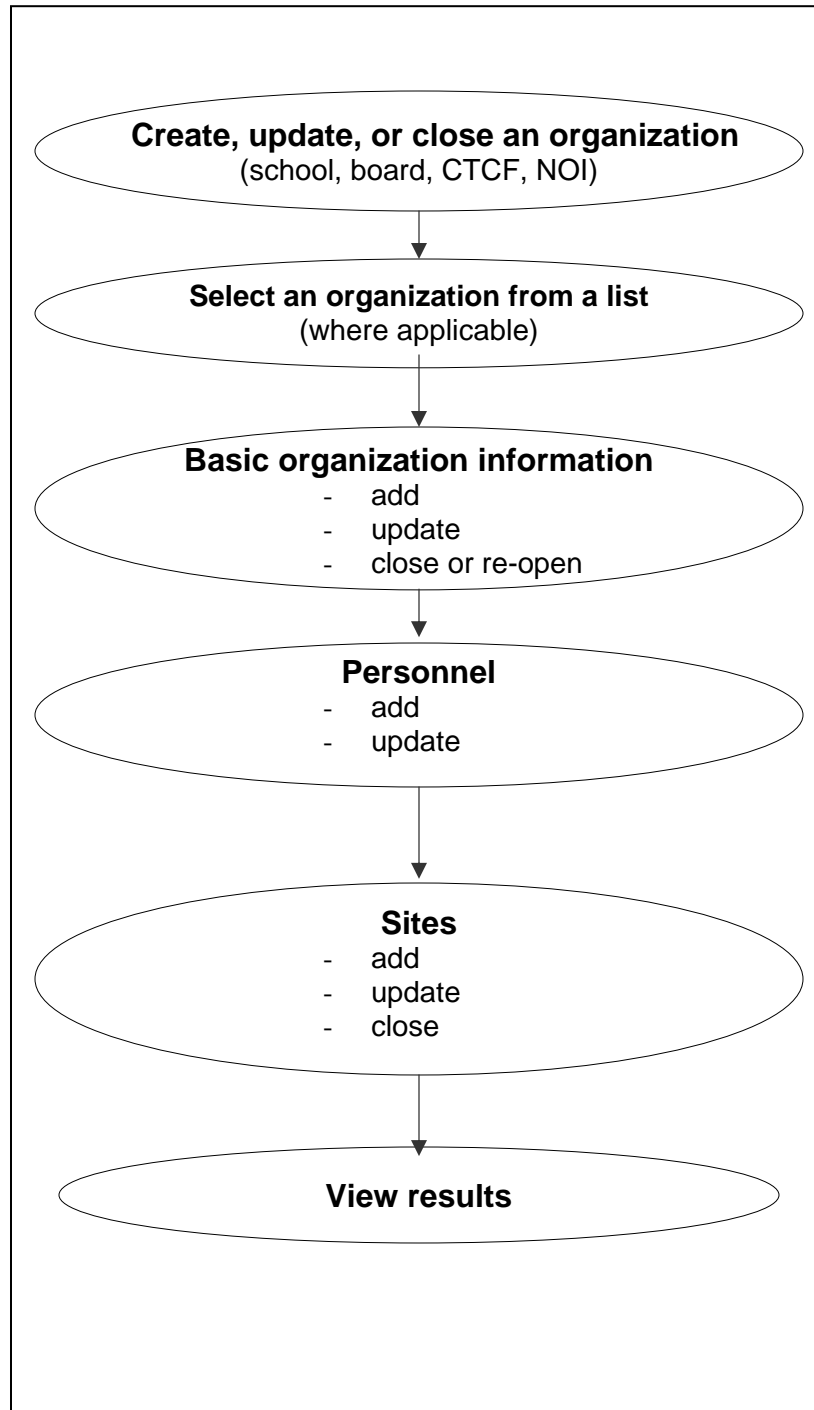 Create, update, or close an organization
(school, board, CTCF, NOI)
Select an organization from a list
(where applicable)
Basic organization information
- add
- update
- close or re-open
Personnel
- add
- update
Sites
- add
- update
- close
View results